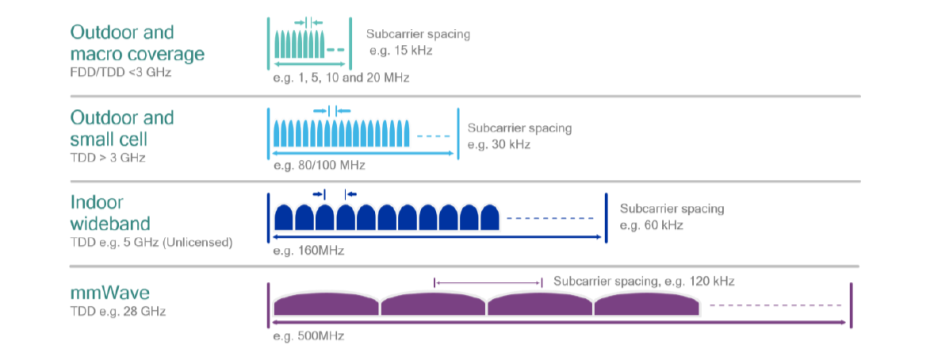 Outdoor and
macro coverage
FDD/TDD <3 GHz
Subcarrier spacing
e.g. 15 kHz
e.g. 1, 5, 10 and 20 MHz
Outdoor and
small cell
TDD > 3 GHz
Subcarrier spacing
e.g. 30 kHz
e.g. 80/100 MHz
Indoor
wideband
TDD e.g. 5 GHz (Unlicensed)
Subcarrier spacing
e.g. 60 kHz
e.g. 160MHz
mmWave
TDD e.g. 28 GHz
Subcarrier spacing, e.g. 120 kHz
e.g. 500MHz